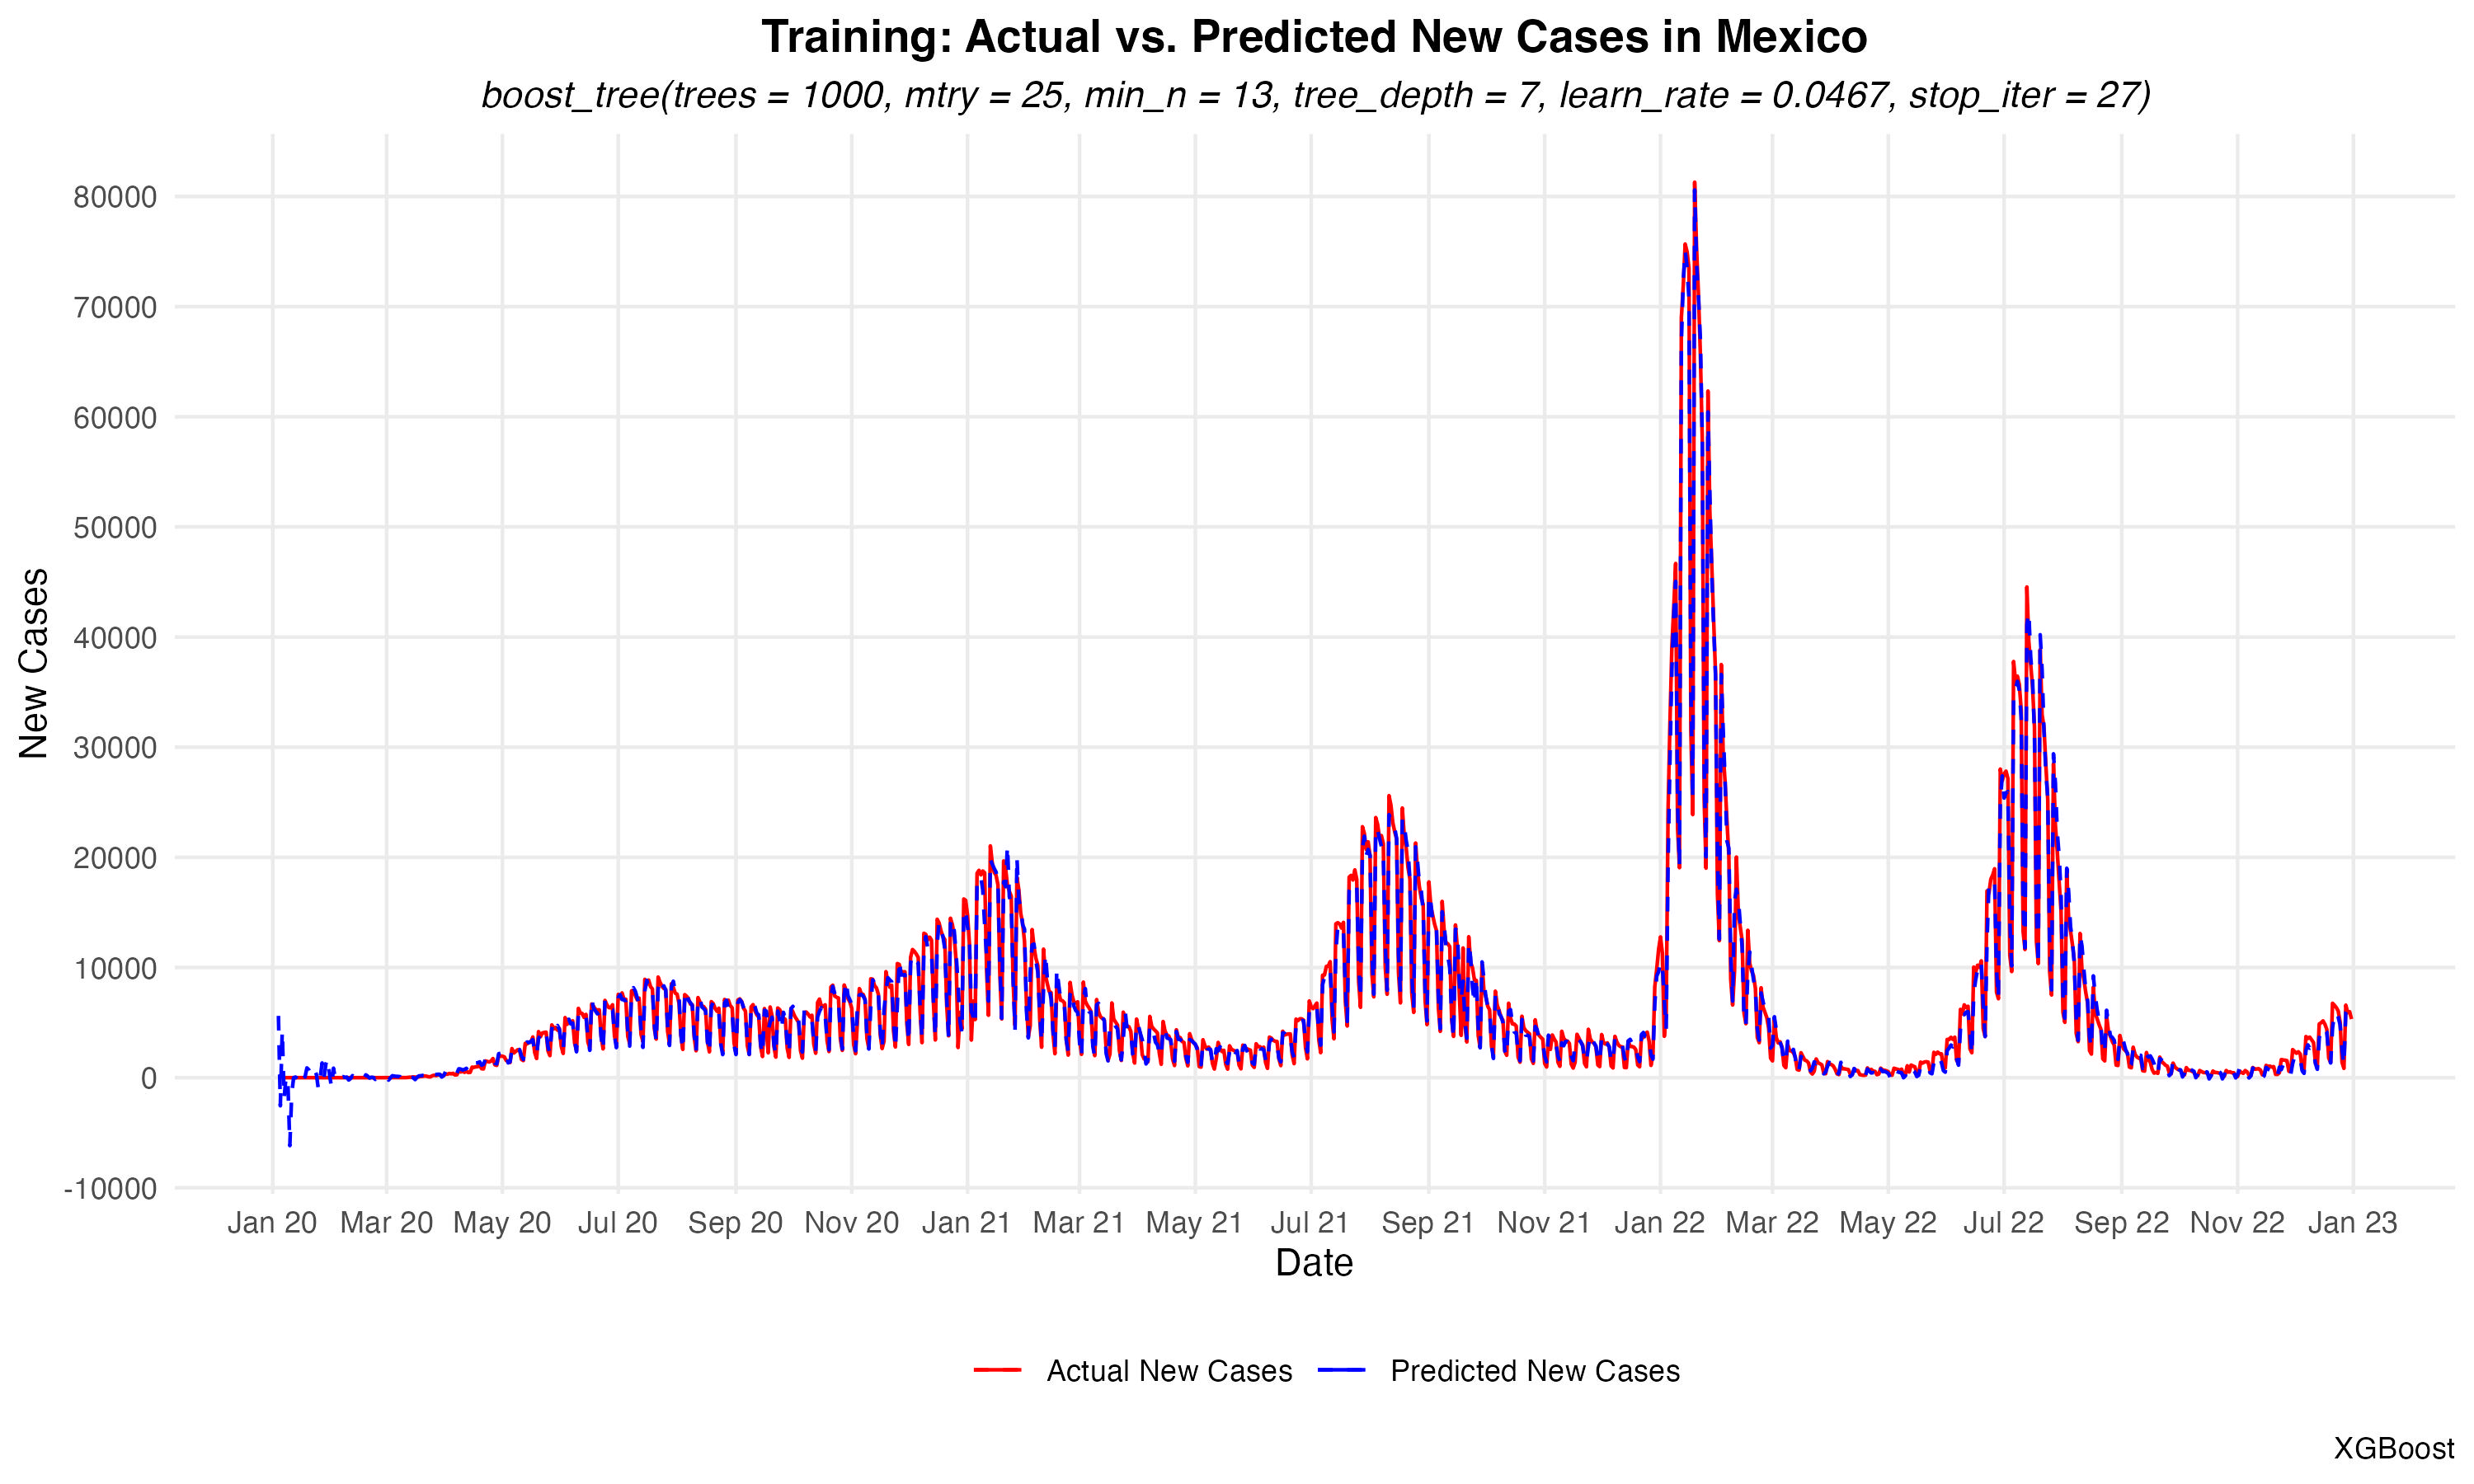 Training: Actual vs. Predicted New Cases in Mexico
boost_tree(trees = 1000, mtry = 25, min_n = 13, tree_depth = 7, learn_rate = 0.0467, stop_iter = 27)
New Cases
80000
70000
60000
50000
40000
30000
20000
10000
0
-10000
Jan 20 Mar 20 May 20 Jul 20 Sep 20 Nov 20 Jan 21 Mar 21 May 21 Jul 21 Sep 21 Nov 21 Jan 22 Mar 22 May 22 Jul 22 Sep 22 Nov 22 Jan 23
Date
Actual New Cases Predicted New Cases
XGBoost